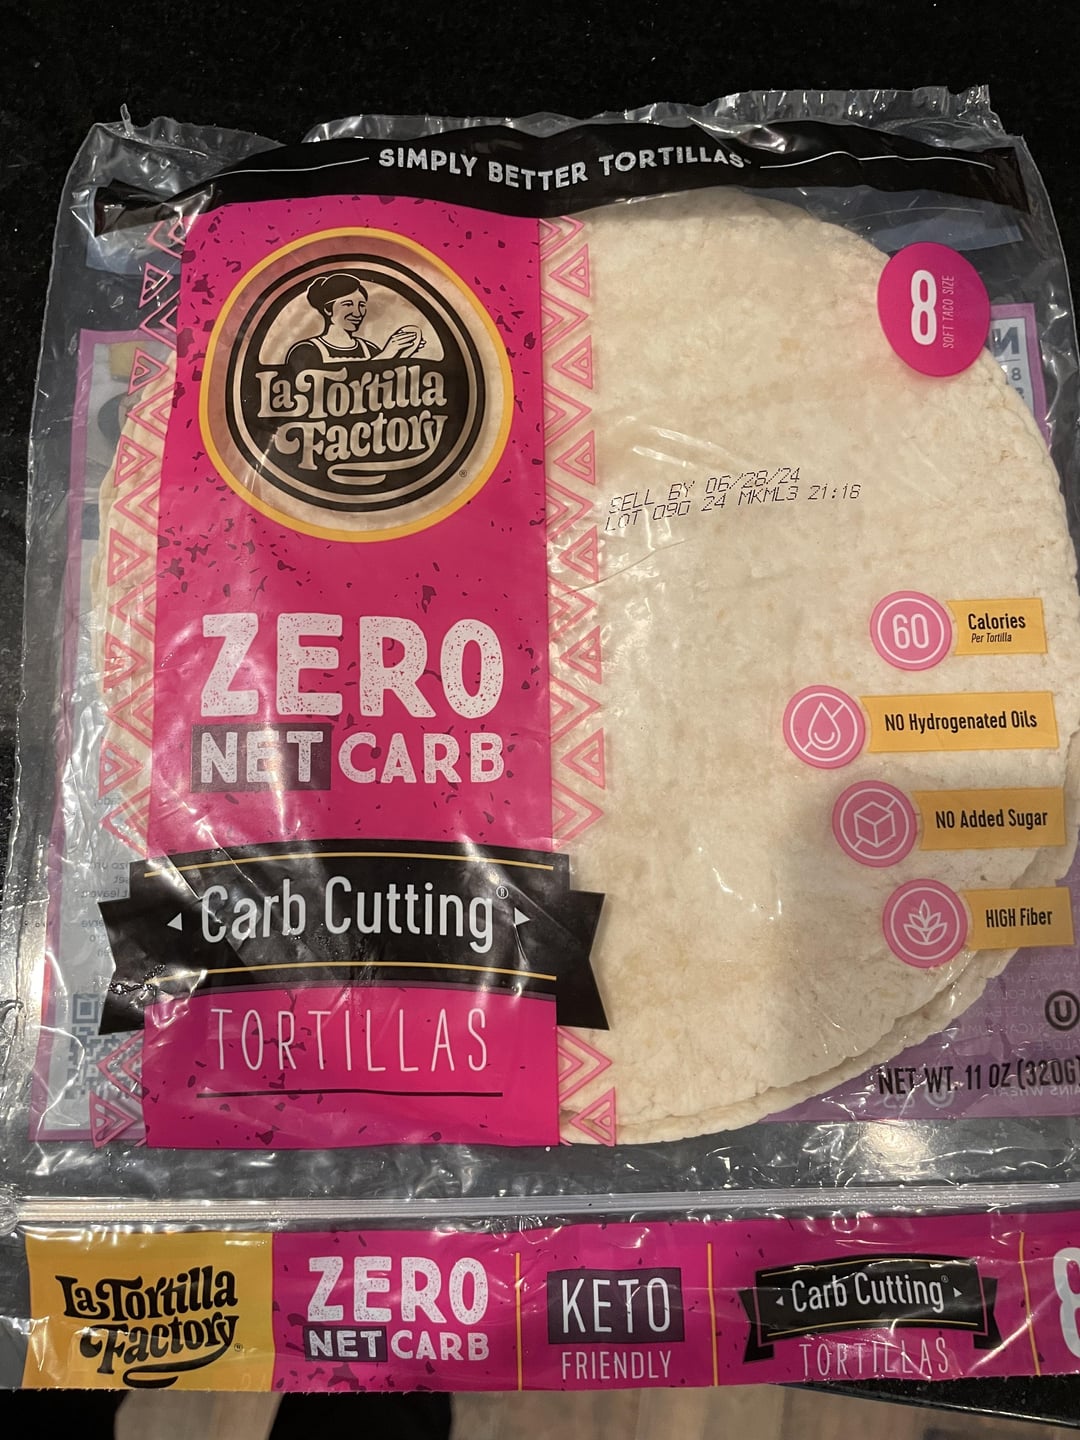 SIMPLY BETTER TORTILLAS
La Tortilla
Factory
®
8
SOFT TACO SIZE
SELL BY 06/28/24
LOT 090 24 MKML3 21:18
ZERO
NET CARB
60
Calories
Per Tortilla
NO Hydrogenated Oils
NO Added Sugar
HIGH Fiber
Carb Cutting®
TORTILLAS
U
NET WT. 11 OZ (320G)
La Tortilla
Factory®
ZERO
NET CARB
KETO
FRIENDLY
Carb Cutting®
TORTILLAS
8